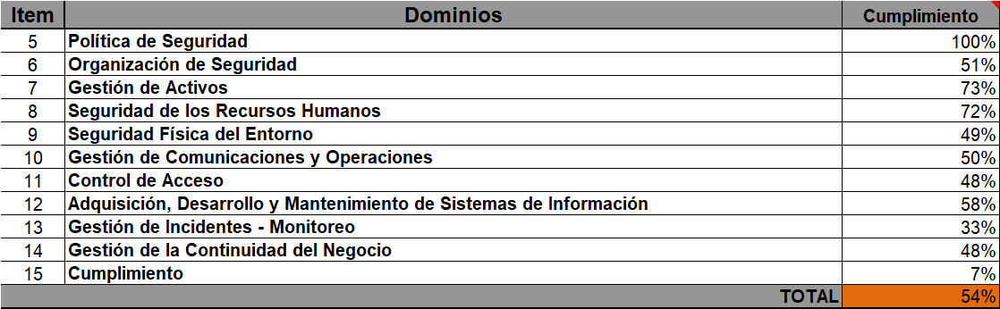 Item Dominios Cumplimiento
5 Política de Seguridad 100%
6 Organización de Seguridad 51%
7 Gestión de Activos 73%
8 Seguridad de los Recursos Humanos 72%
9 Seguridad Física del Entorno 49%
10 Gestión de Comunicaciones y Operaciones 50%
11 Control de Acceso 48%
12 Adquisición, Desarrollo y Mantenimiento de Sistemas de Información 58%
13 Gestión de Incidentes - Monitoreo 33%
14 Gestión de la Continuidad del Negocio 48%
15 Cumplimiento 7%
TOTAL 54%